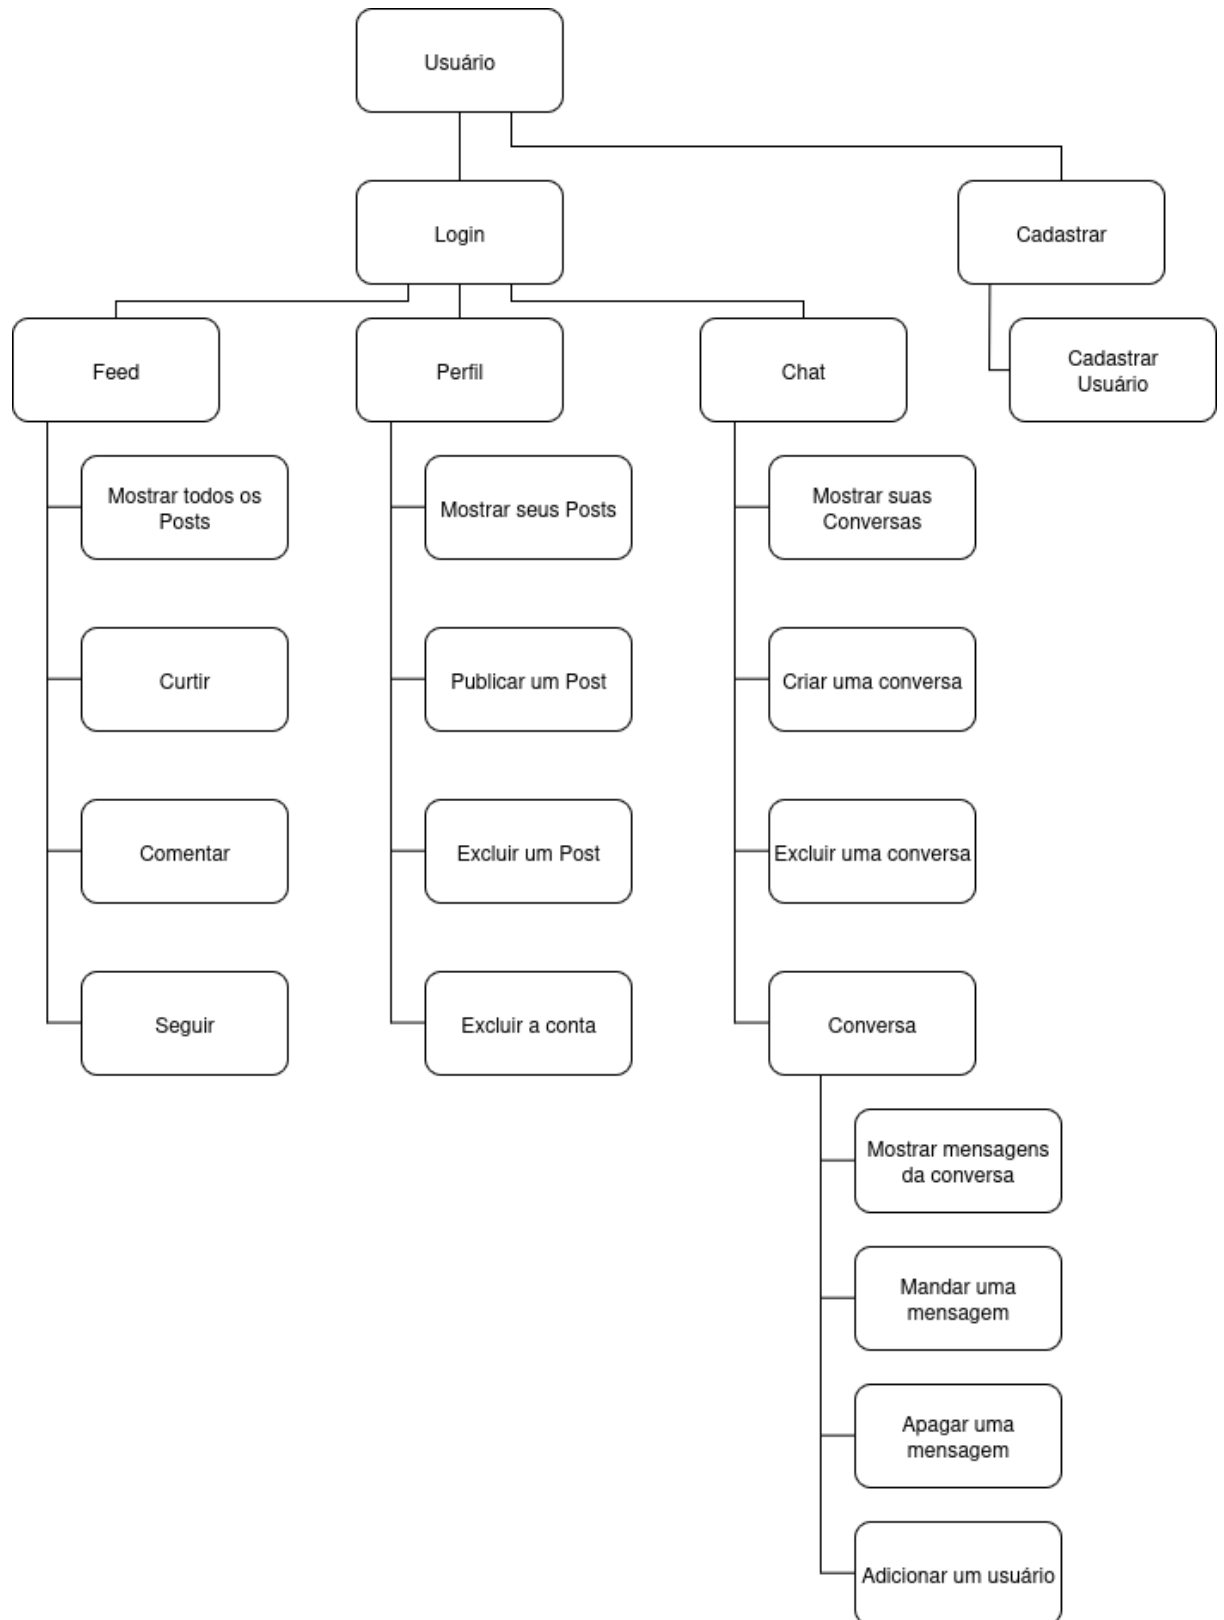 Usuário
Login
Cadastrar
Feed
Perfil
Chat
Cadastrar
Usuário
Mostrar todos os
Posts
Mostrar seus Posts
Mostrar suas
Conversas
Curtir
Publicar um Post
Criar uma conversa
Comentar
Excluir um Post
Excluir uma conversa
Seguir
Excluir a conta
Conversa
Mostrar mensagens
da conversa
Mandar uma
mensagem
Apagar uma
mensagem
Adicionar um usuário